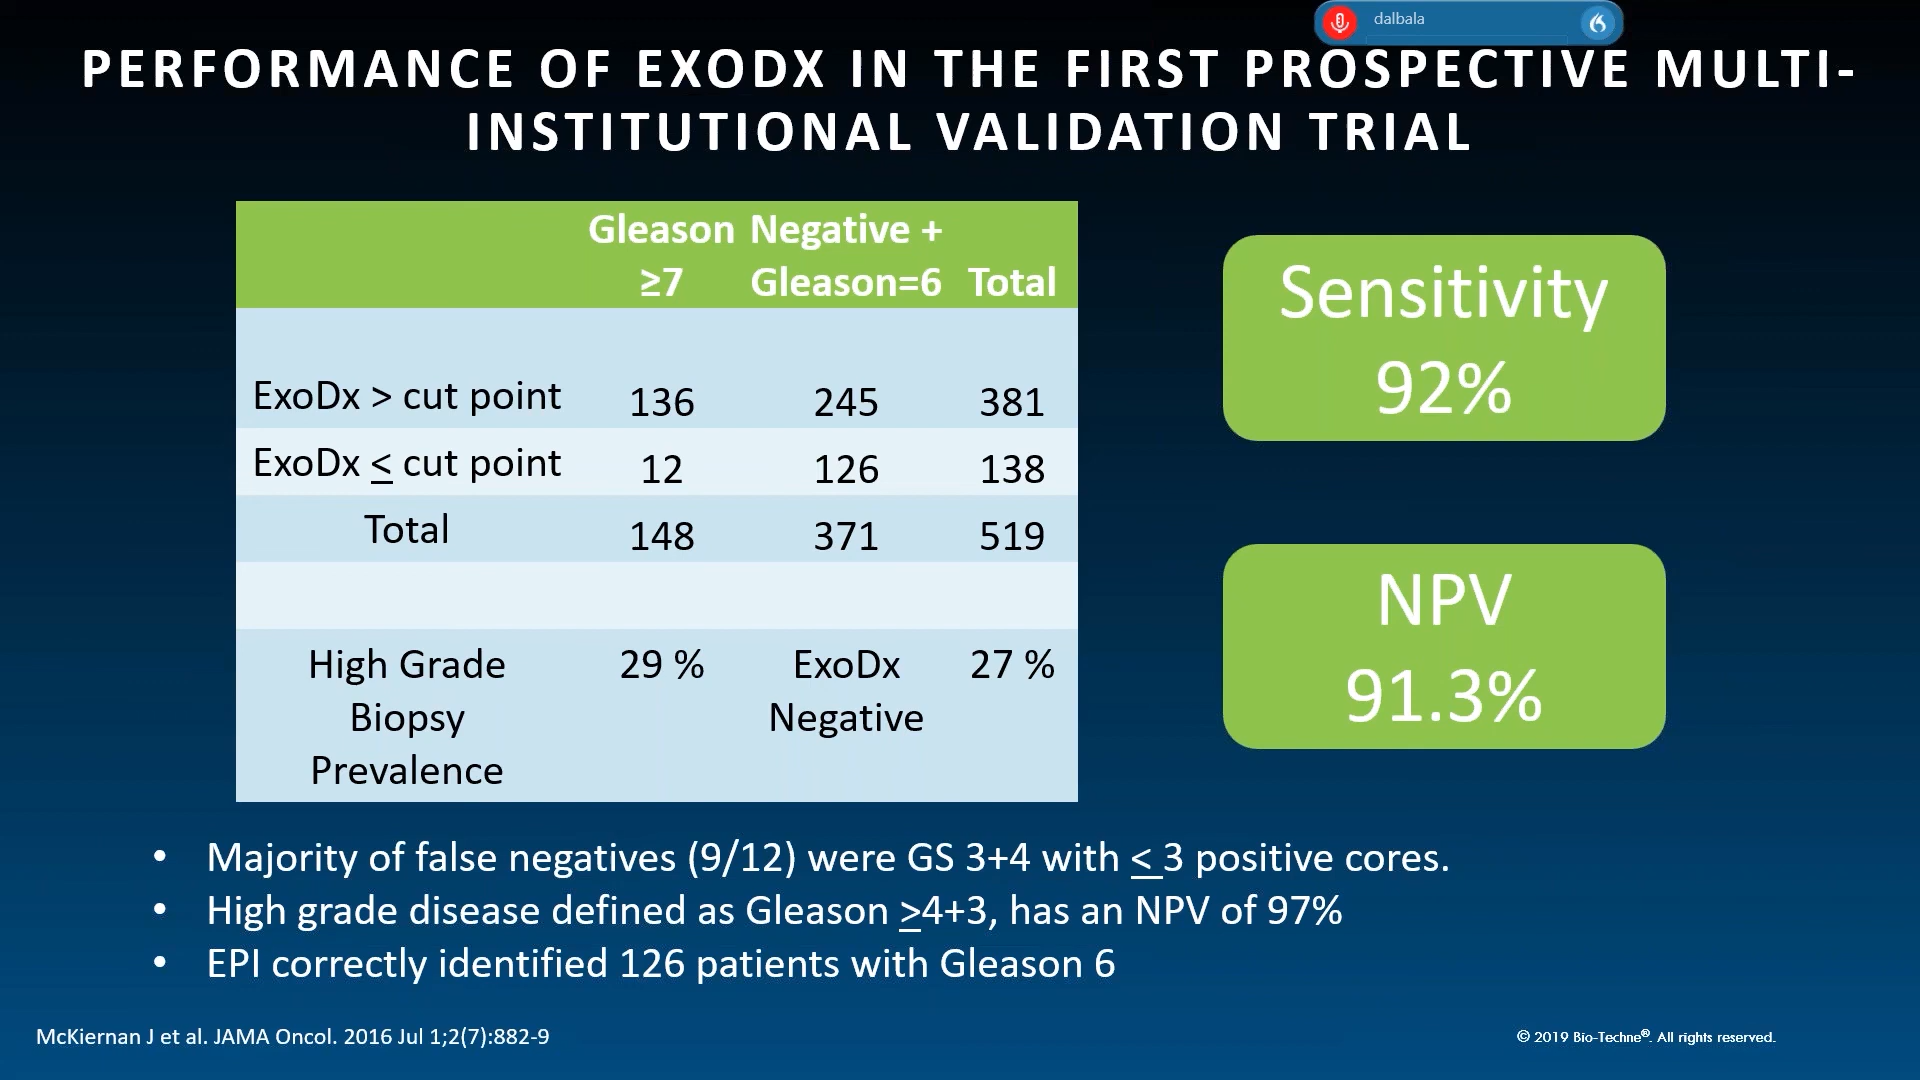 dalbala
PERFORMANCE OF EXODX IN THE FIRST PROSPECTIVE MULTI-
INSTITUTIONAL VALIDATION TRIAL
Gleason Negative +
≥7 Gleason=6 Total
ExoDx > cut point 136 245 381
ExoDx ≤ cut point 12 126 138
Total 148 371 519
High Grade 29 % ExoDx 27 %
Biopsy Negative
Prevalence
Sensitivity
92%
NPV
91.3%
• Majority of false negatives (9/12) were GS 3+4 with ≤ 3 positive cores.
• High grade disease defined as Gleason ≥4+3, has an NPV of 97%
• EPI correctly identified 126 patients with Gleason 6
McKiernan J et al. JAMA Oncol. 2016 Jul 1;2(7):882-9
© 2019 Bio-Techne®. All rights reserved.